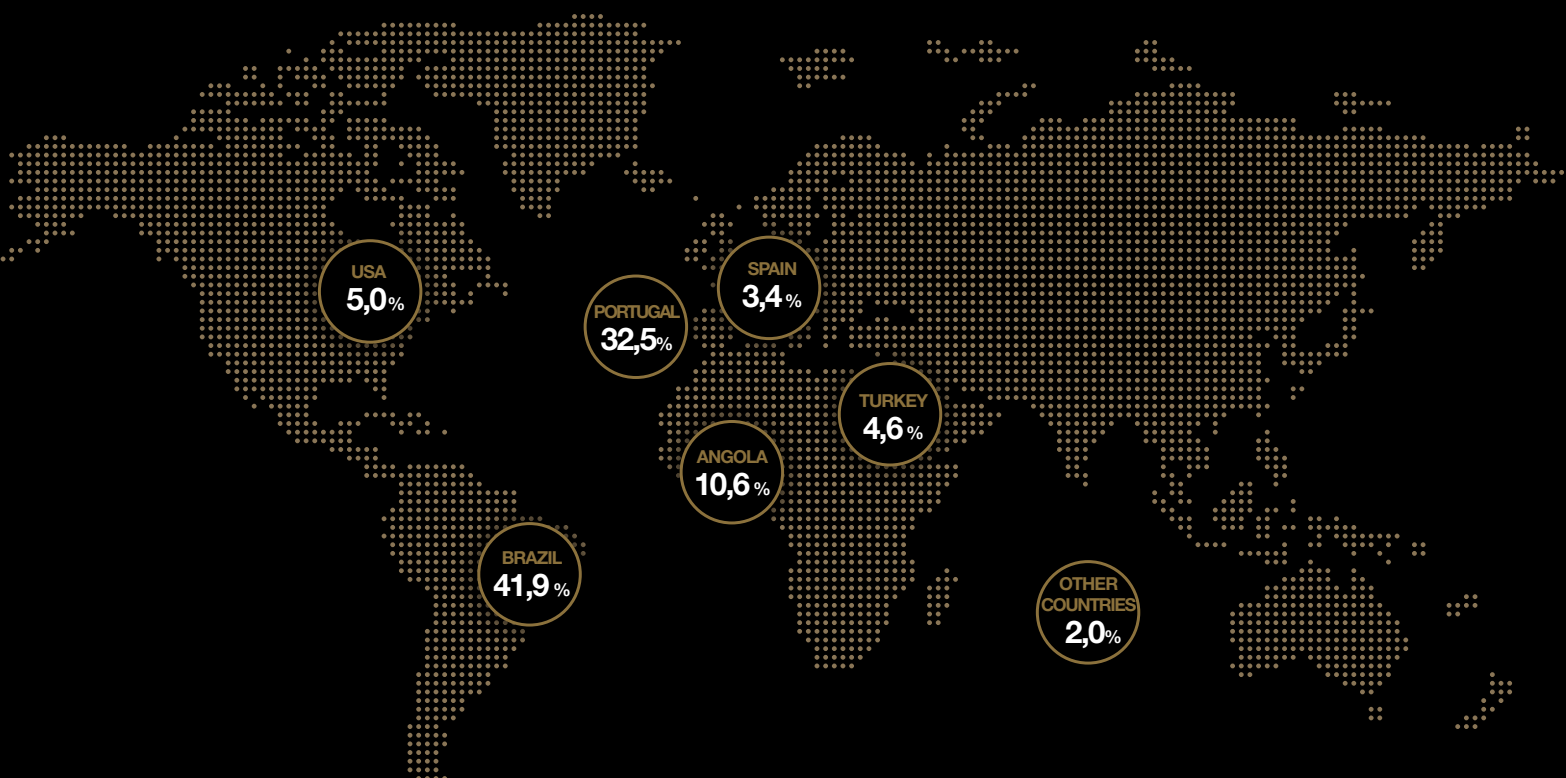 USA
5,0%
SPAIN
3,4%
PORTUGAL
32,5%
TURKEY
4,6%
ANGOLA
10,6%
BRAZIL
41,9%
OTHER
COUNTRIES
2,0%